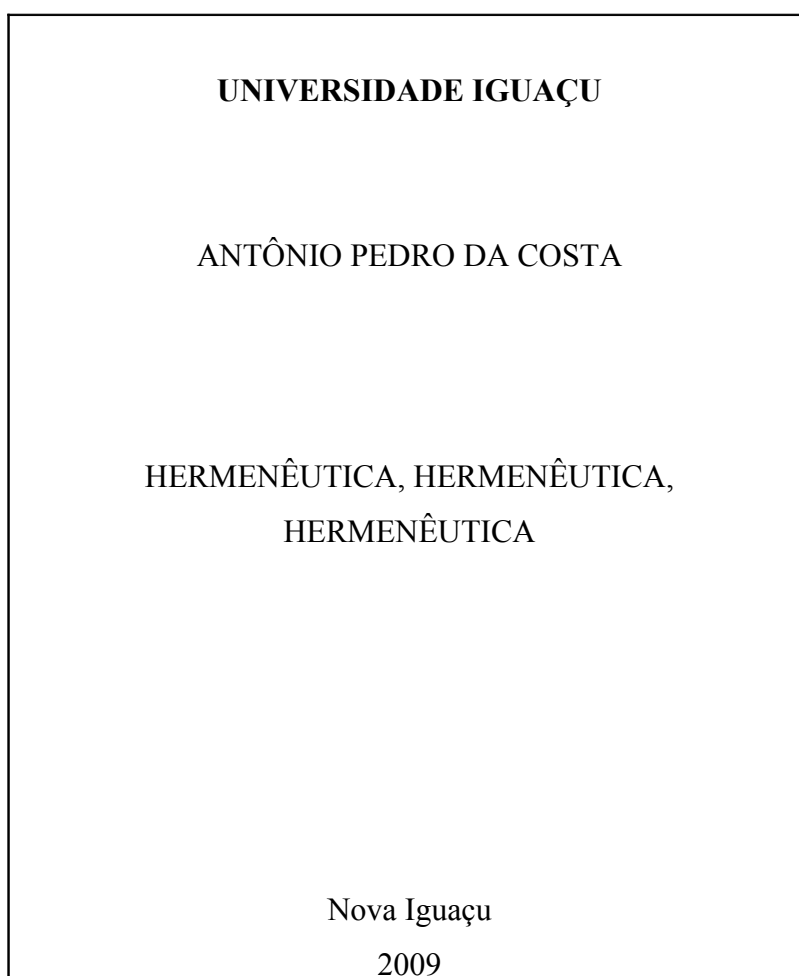 UNIVERSIDADE IGUAÇU
ANTÔNIO PEDRO DA COSTA
HERMENÊUTICA, HERMENÊUTICA,
HERMENÊUTICA
Nova Iguaçu
2009